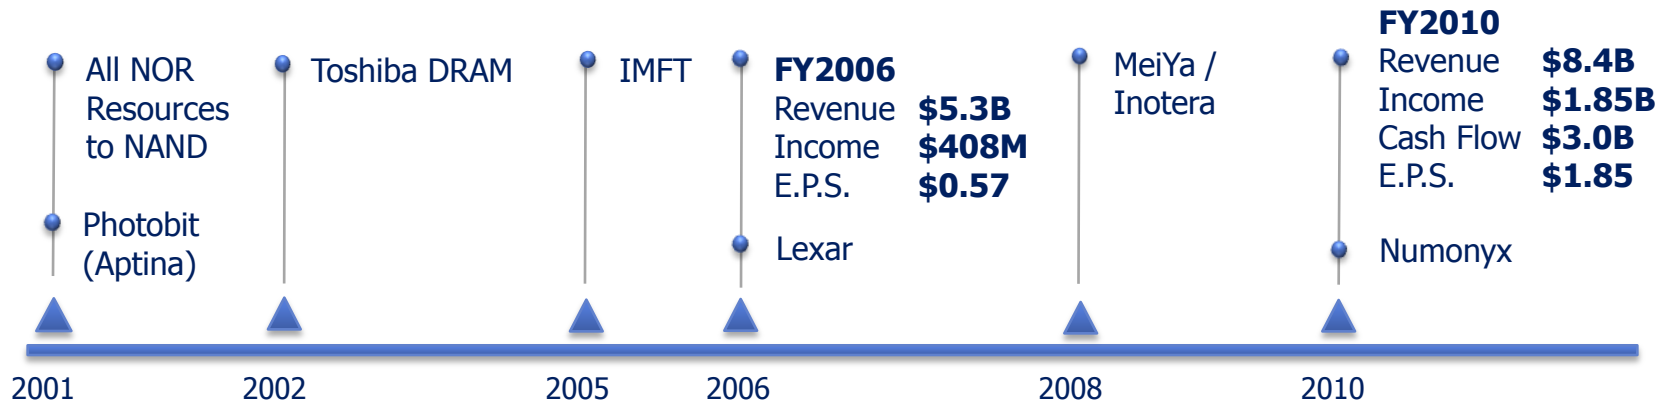 All NOR
Resources
to NAND
Photobit
(Aptina)
Toshiba DRAM
IMFT
FY2006
Revenue $5.3B
Income $408M
E.P.S. $0.57
Lexar
MeiYa /
Inotera
FY2010
Revenue $8.4B
Income $1.85B
Cash Flow $3.0B
E.P.S. $1.85
Numonyx
2001 2002 2005 2006 2008 2010